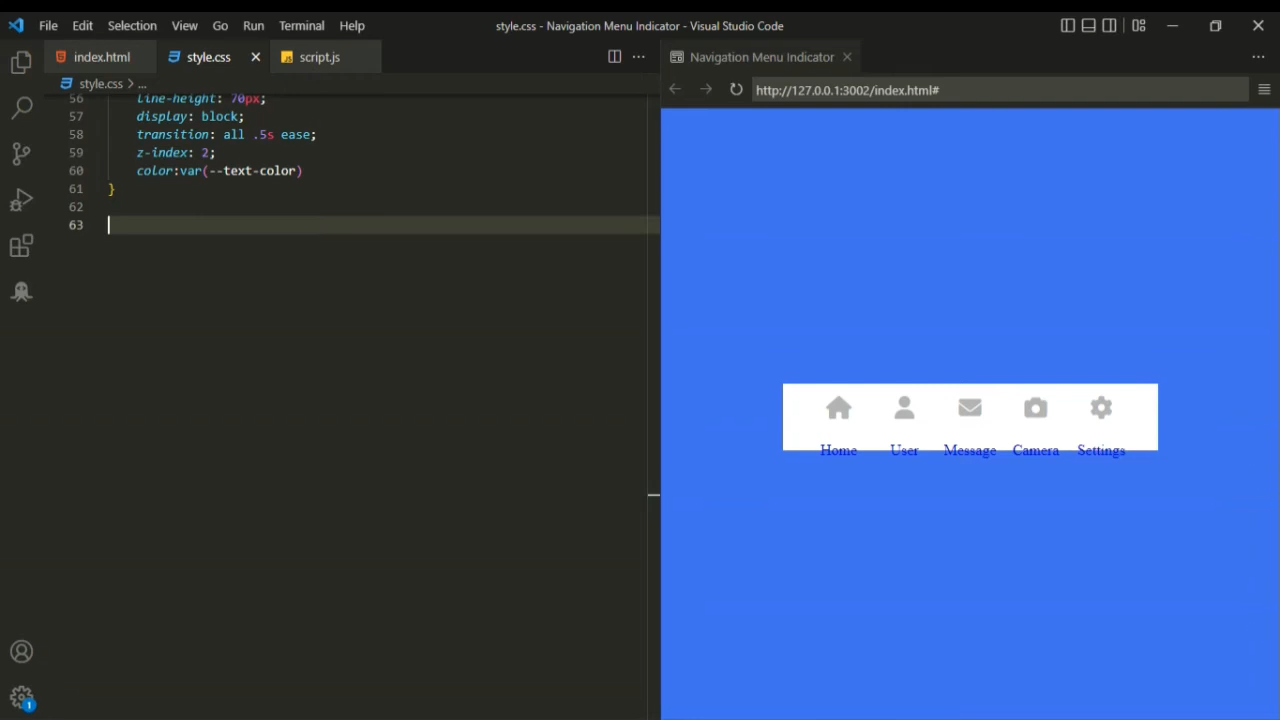 File Edit Selection View Go Run Terminal Help
style.css - Navigation Menu Indicator - Visual Studio Code
index.html
style.css
script.js
Navigation Menu Indicator
style.css > ...
http://127.0.0.1:3002/index.html#
56 line-height: 70px;
57 display: block;
58 transition: all .5s ease;
59 z-index: 2;
60 color:var(--text-color)
61 }
62
63
Home User Message Camera Settings
1